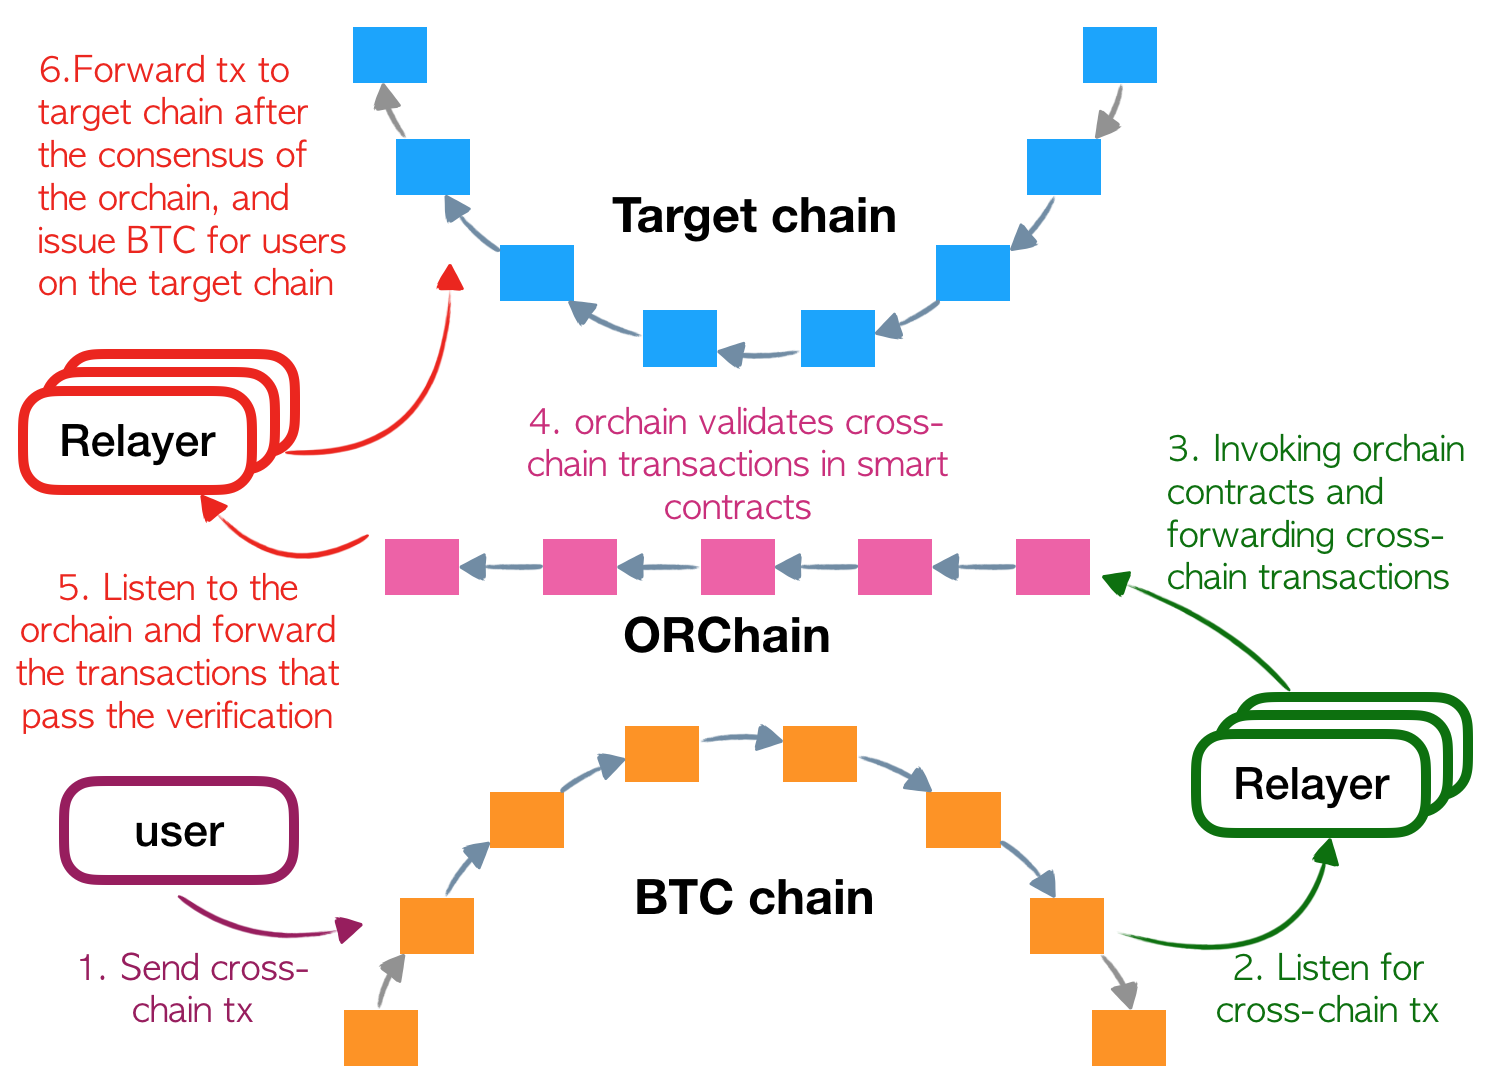 6.Forward tx to
target chain after
the consensus of
the orchain, and
issue BTC for users
on the target chain
Target chain
Relayer
4. orchain validates cross-
chain transactions in smart
contracts
3. Invoking orchain
contracts and
forwarding cross-
chain transactions
5. Listen to the
orchain and forward
the transactions that
pass the verification
ORChain
Relayer
user
BTC chain
1. Send cross-
chain tx
2. Listen for
cross-chain tx